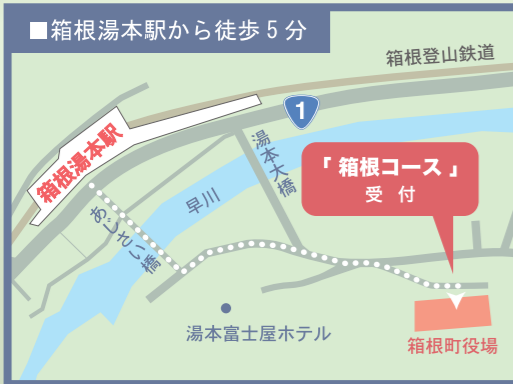 ■箱根湯本駅から徒歩5分
箱根登山鉄道
1
箱根湯本駅
湯本大橋
「箱根コース」
受付
早川
あじさい橋
湯本富士屋ホテル
箱根町役場